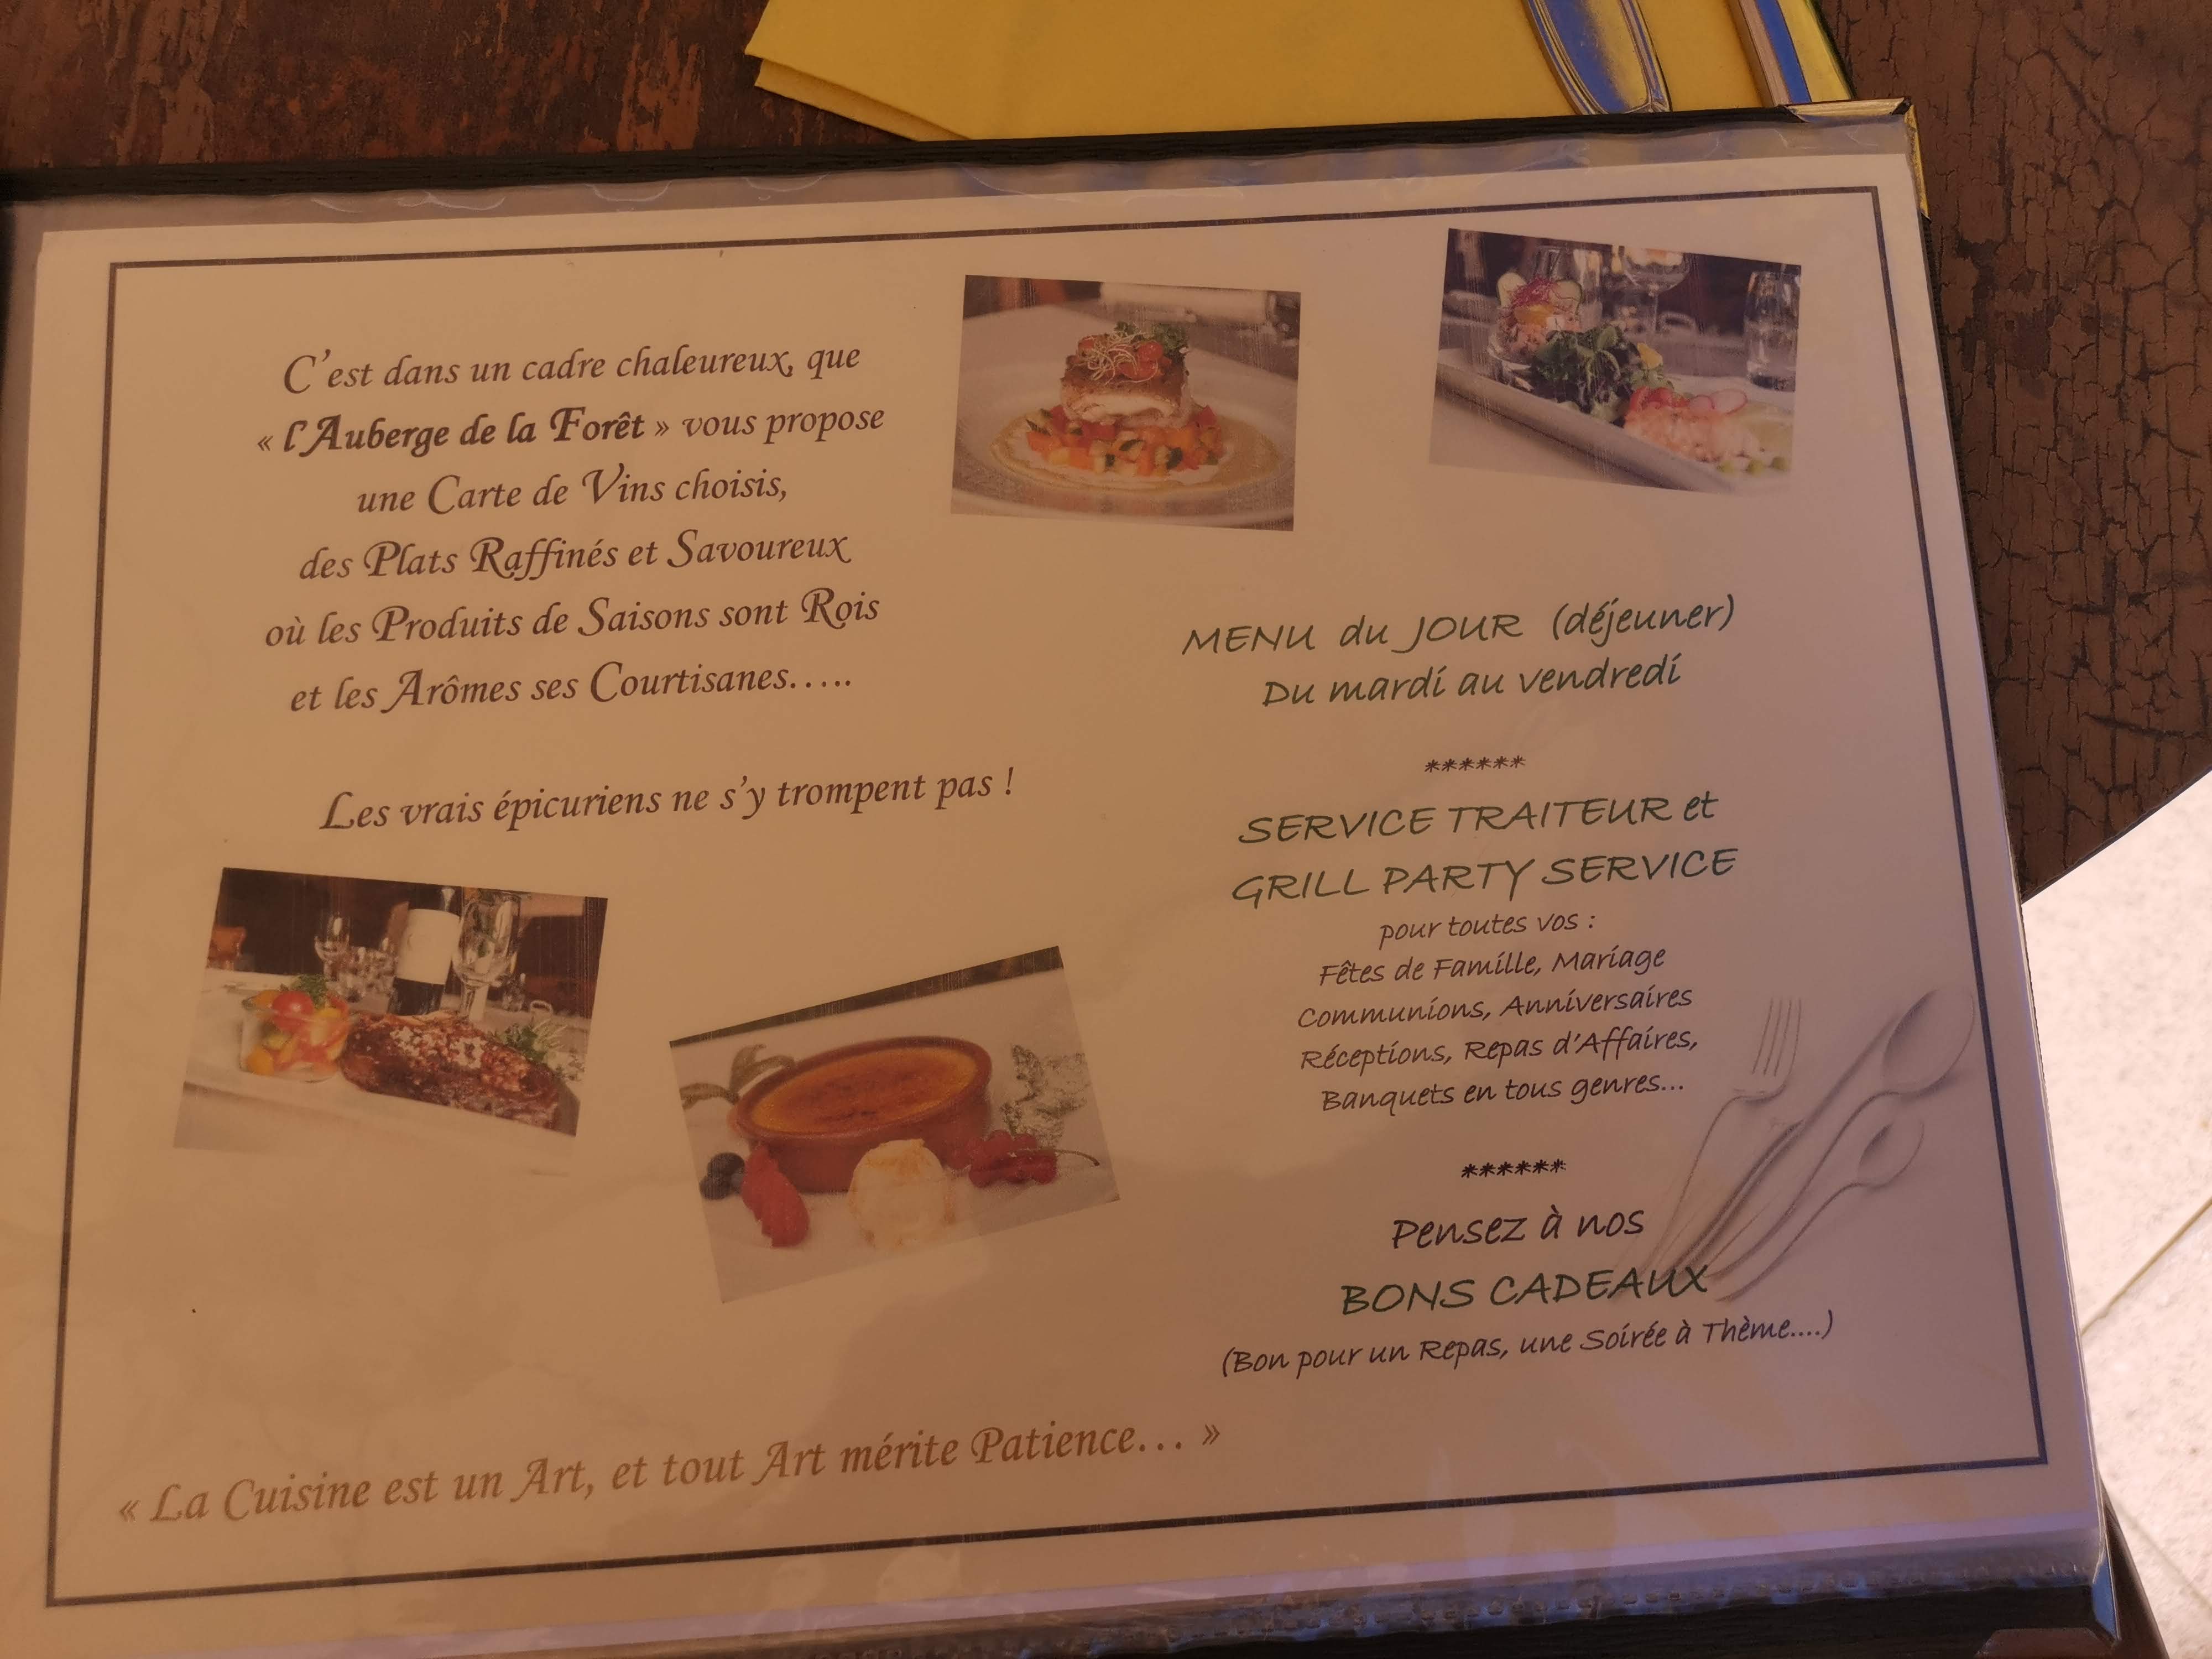 C'est dans un cadre chaleureux, que
« l'Auberge de la Forêt » vous propose
une Carte de Vins choisis,
des Plats Raffinés et Savoureux
où les Produits de Saisons sont Rois
et les Arômes ses Courtisanes.....
Les vrais épicuriens ne s'y trompent pas !
MENU du JOUR (déjeuner)
Du mardi au vendredi
******
SERVICE TRAITEUR et
GRILL PARTY SERVICE
pour toutes vos :
Fêtes de Famille, Mariage
Communions, Anniversaires
Réceptions, Repas d'Affaires,
Banquets en tous genres...
******
Pensez à nos
BONS CADEAUX
(Bon pour un Repas, une Soirée à Thème....)
« La Cuisine est un Art, et tout Art mérite Patience... »